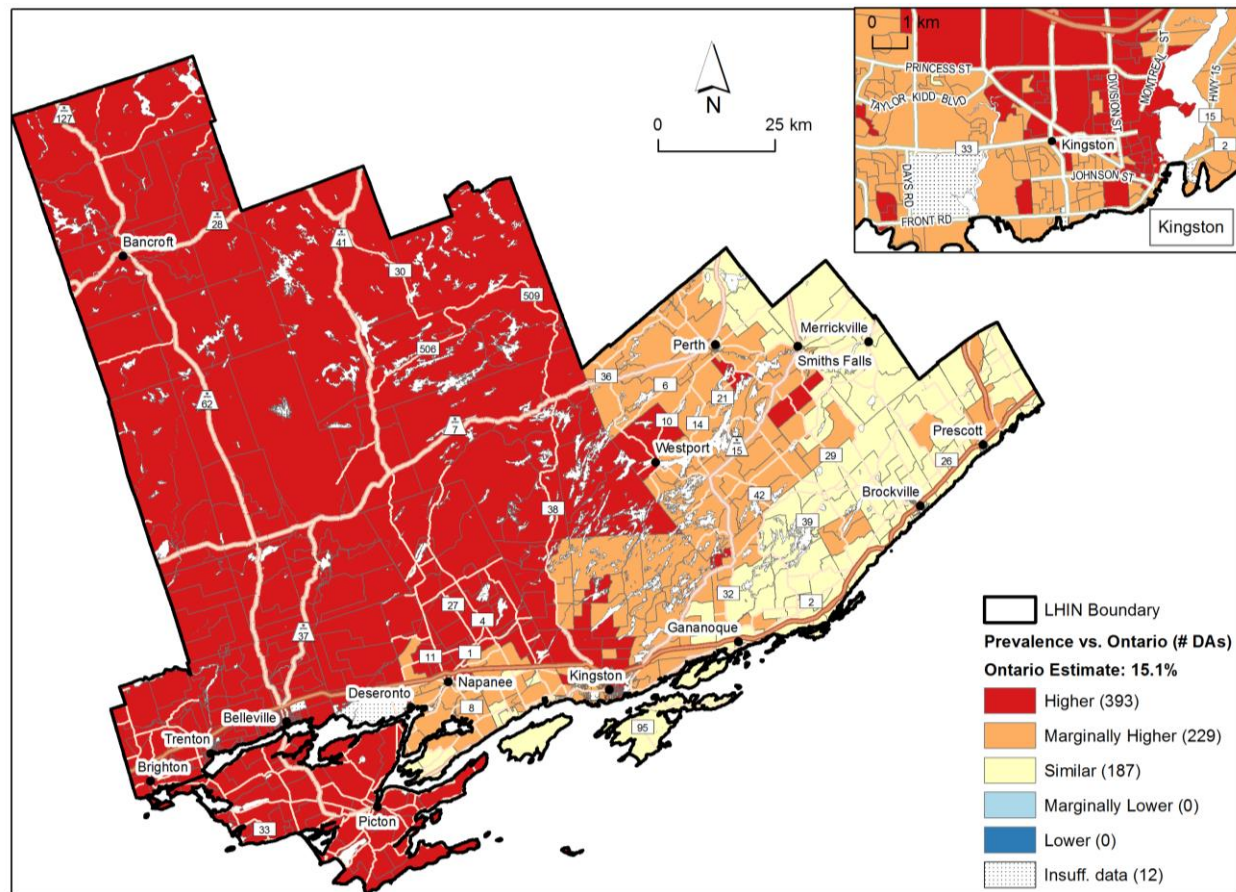 0 1 km
PRINCESS ST
TAYLOR-KIDD-BLVD
DIVISION ST
MONTREAL ST
HWY 15
15
2
33
Kingston
DAYS RD
JOHNSON ST
FRONT RD
Kingston
N
0 25 km
127
28
Bancroft
41
30
509
506
62
7
36
Perth
Merrickville
Smiths Falls
6
21
10
14
Westport
15
29
Prescott
26
Brockville
42
39
38
32
2
Gananoque
27
4
1
11
37
Napanee
Kingston
Deseronto
8
95
Belleville
Trenton
Brighton
Picton
33
LHIN Boundary
Prevalence vs. Ontario (# DAs)
Ontario Estimate: 15.1%
Higher (393)
Marginally Higher (229)
Similar (187)
Marginally Lower (0)
Lower (0)
Insuff. data (12)